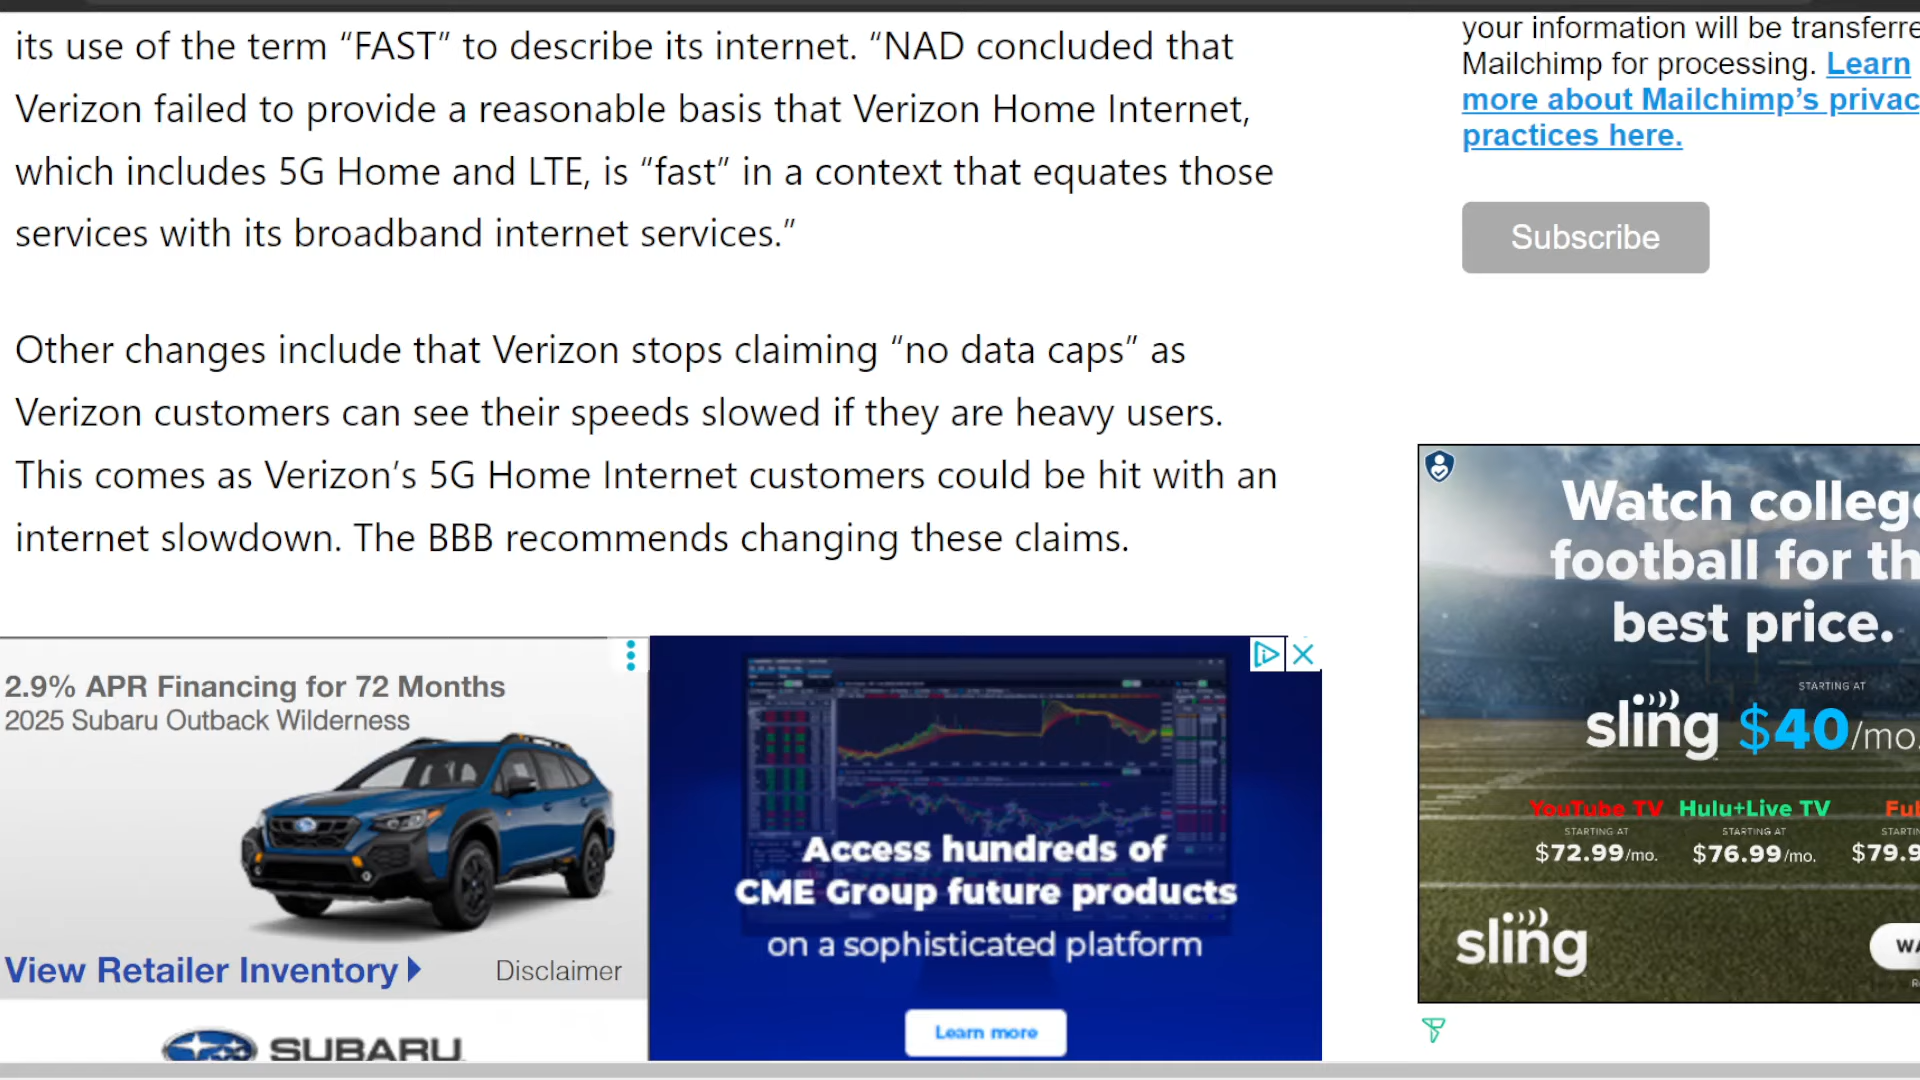 its use of the term “FAST” to describe its internet. “NAD concluded that
Verizon failed to provide a reasonable basis that Verizon Home Internet,
which includes 5G Home and LTE, is “fast” in a context that equates those
services with its broadband internet services.”
Other changes include that Verizon stops claiming “no data caps” as
Verizon customers can see their speeds slowed if they are heavy users.
This comes as Verizon’s 5G Home Internet customers could be hit with an
internet slowdown. The BBB recommends changing these claims.
2.9% APR Financing for 72 Months
2025 Subaru Outback Wilderness
View Retailer Inventory
Disclaimer
SUBARU
Access hundreds of
CME Group future products
on a sophisticated platform
Learn more
your information will be transferre
Mailchimp for processing. Learn
more about Mailchimp’s privac
practices here.
Subscribe
Watch colleg
football for th
best price.
STARTING AT
sling $40/mo.
YouTube TV Hulu+Live TV Ful
STARTING AT STARTING AT STARTIN
$72.99/mo. $76.99/mo. $79.9
sling
WA